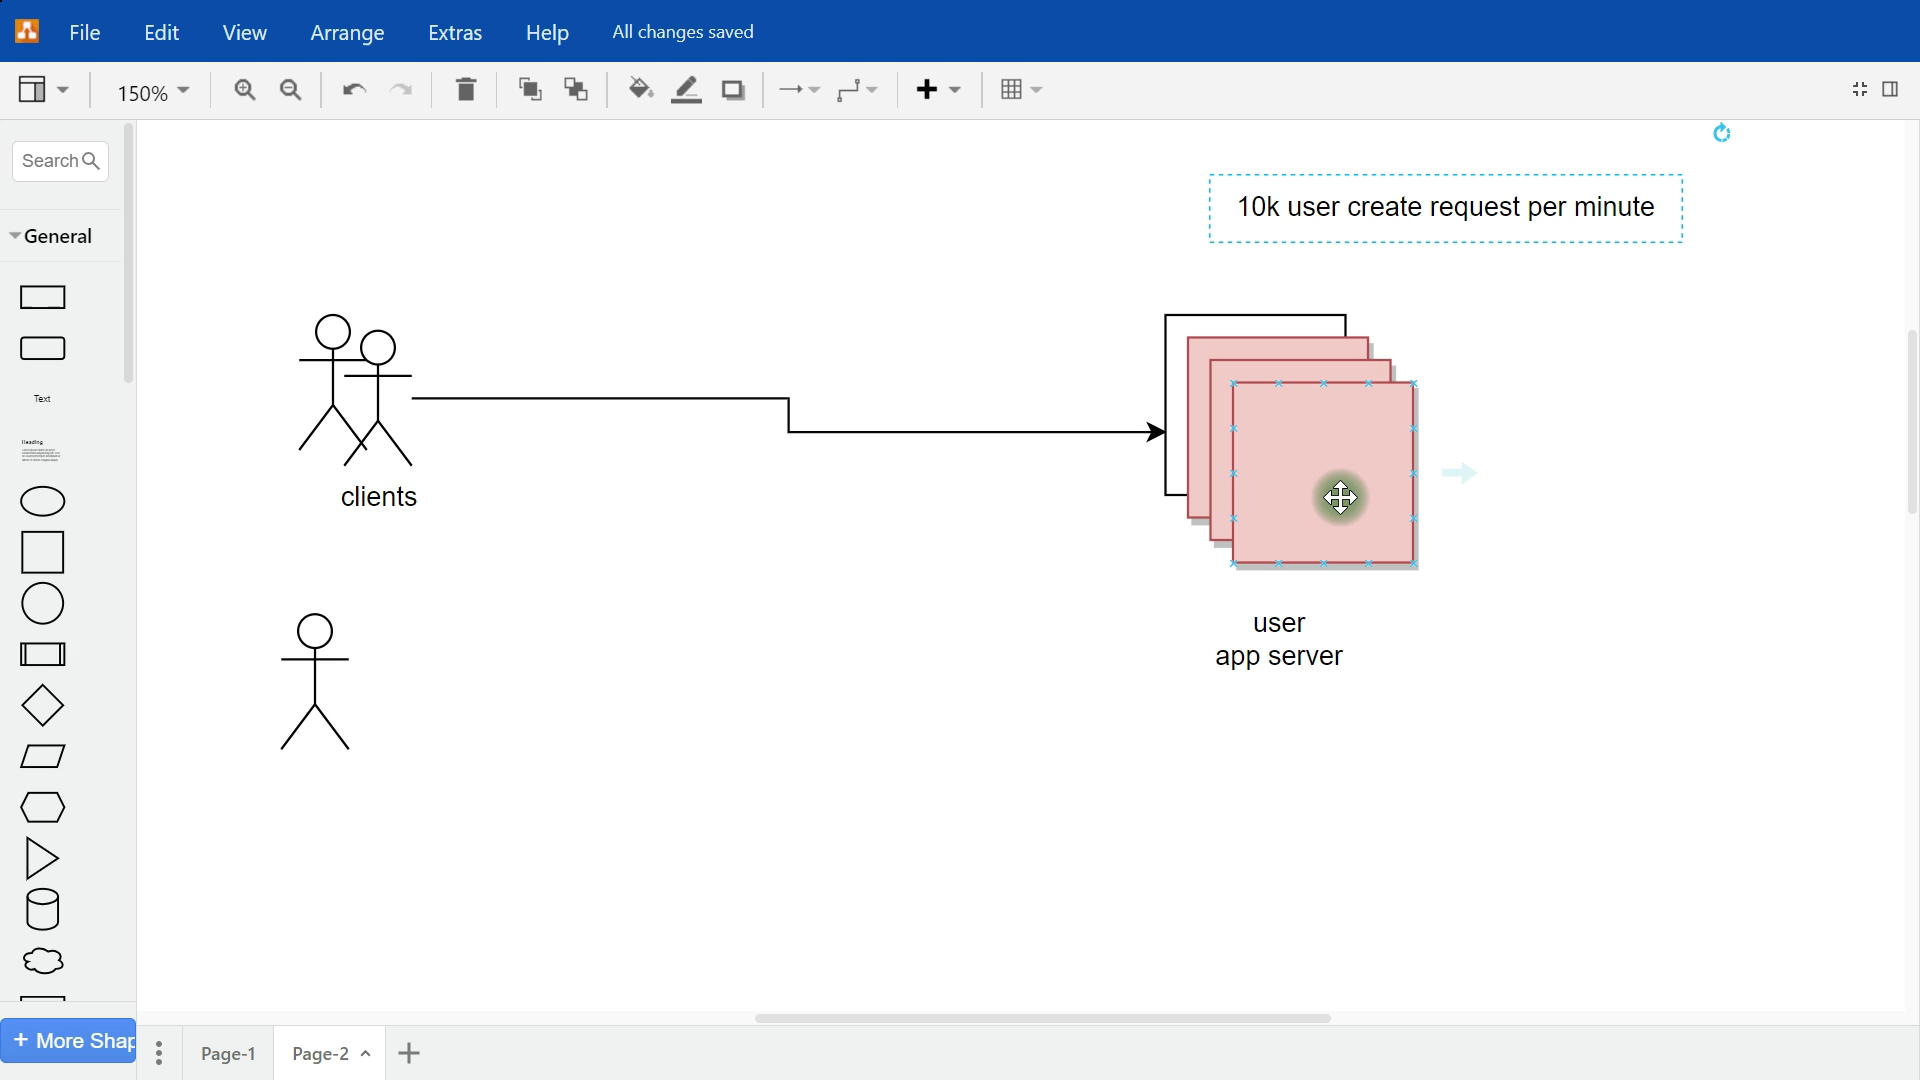 File Edit View Arrange Extras Help All changes saved
150%
Search
General
Text
Heading
10k user create request per minute
clients
user
app server
+ More Shap
Page-1 Page-2